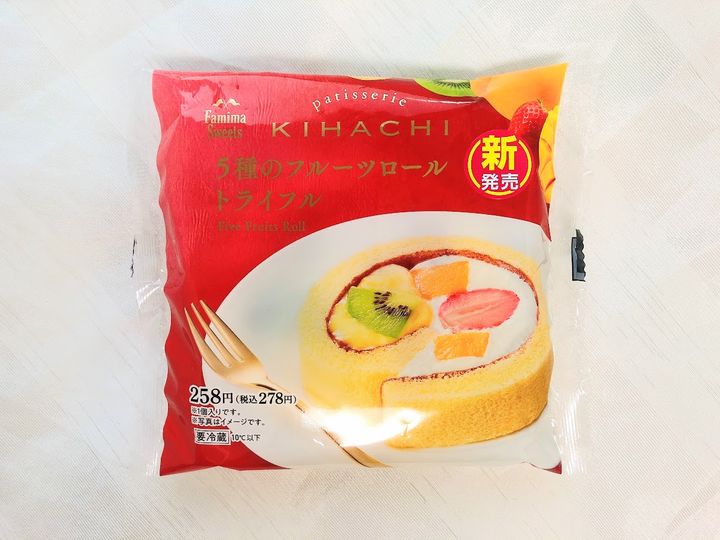 Famima
Sweets
patisserie
KIHACHI
5種のフルーツロール
トライフル
Five Fruits Roll
新
発売
258円(税込278円)
※1個入りです。
※写真はイメージです。
要冷蔵 10℃以下